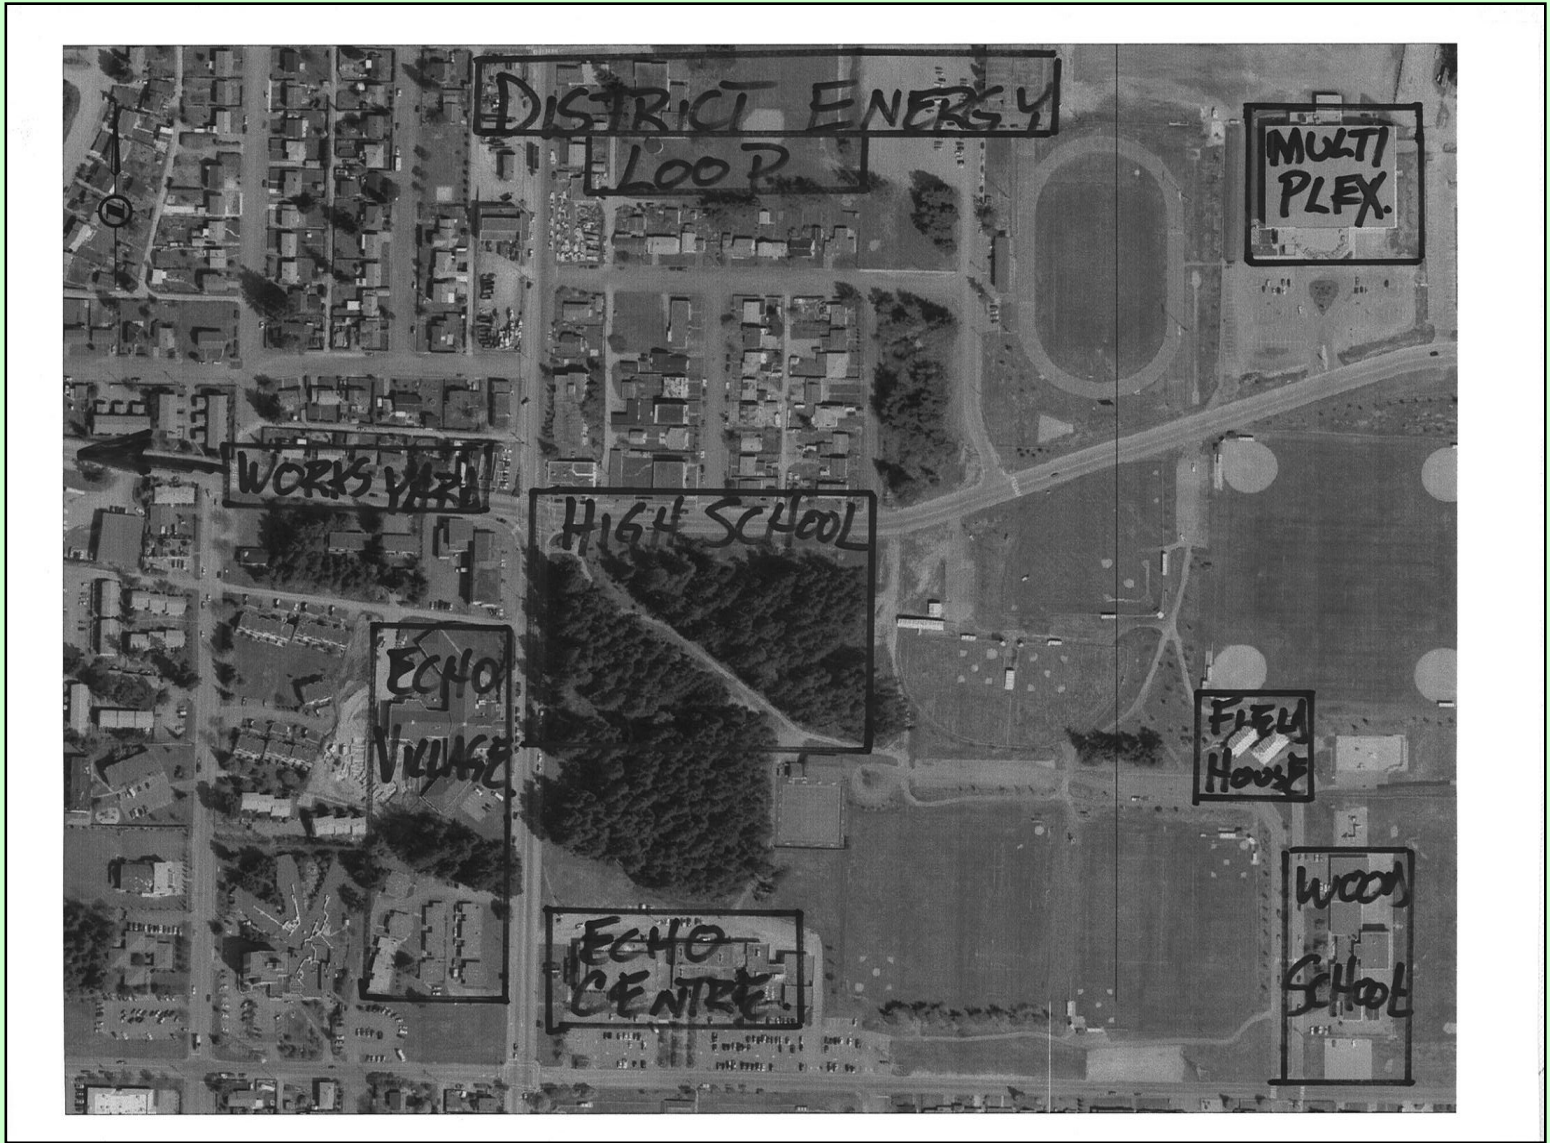 DISTRICT ENERGY
LOOP
MULTI
PLEX.
WORKS YARD
HIGH SCHOOL
ECHO
VILLAGE
FIELD
HOUSE
ECHO
CENTRE
WOOD
SCHOOL